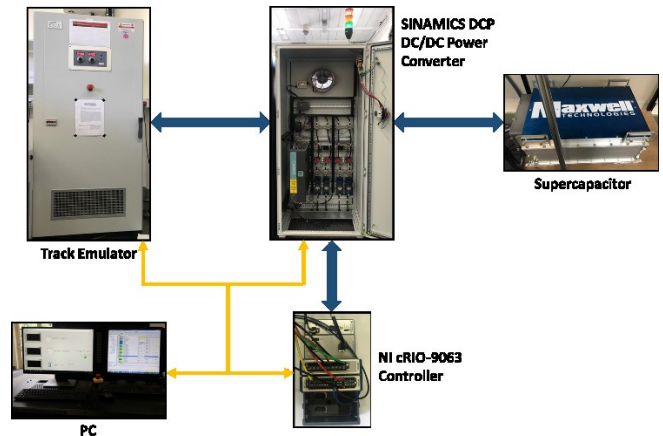 SINAMICS DCP
DC/DC Power
Converter
Maxwell
TECHNOLOGIES
Supercapacitor
Track Emulator
NI cRIO-9063
Controller
PC